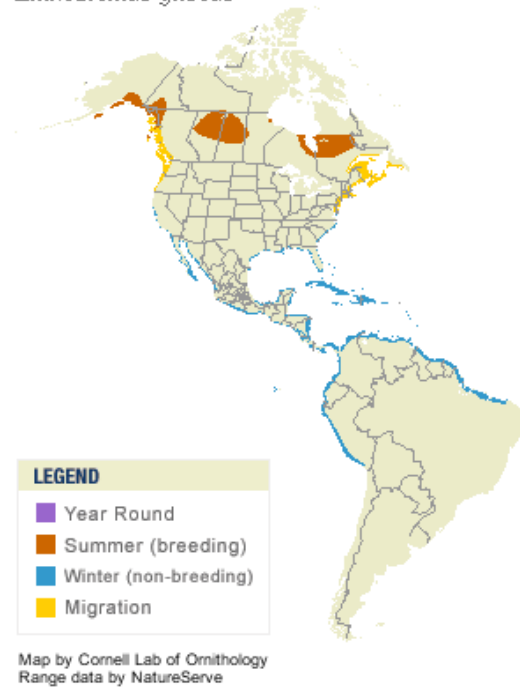 LEGEND
Year Round
Summer (breeding)
Winter (non-breeding)
Migration
Map by Cornell Lab of Ornithology
Range data by NatureServe